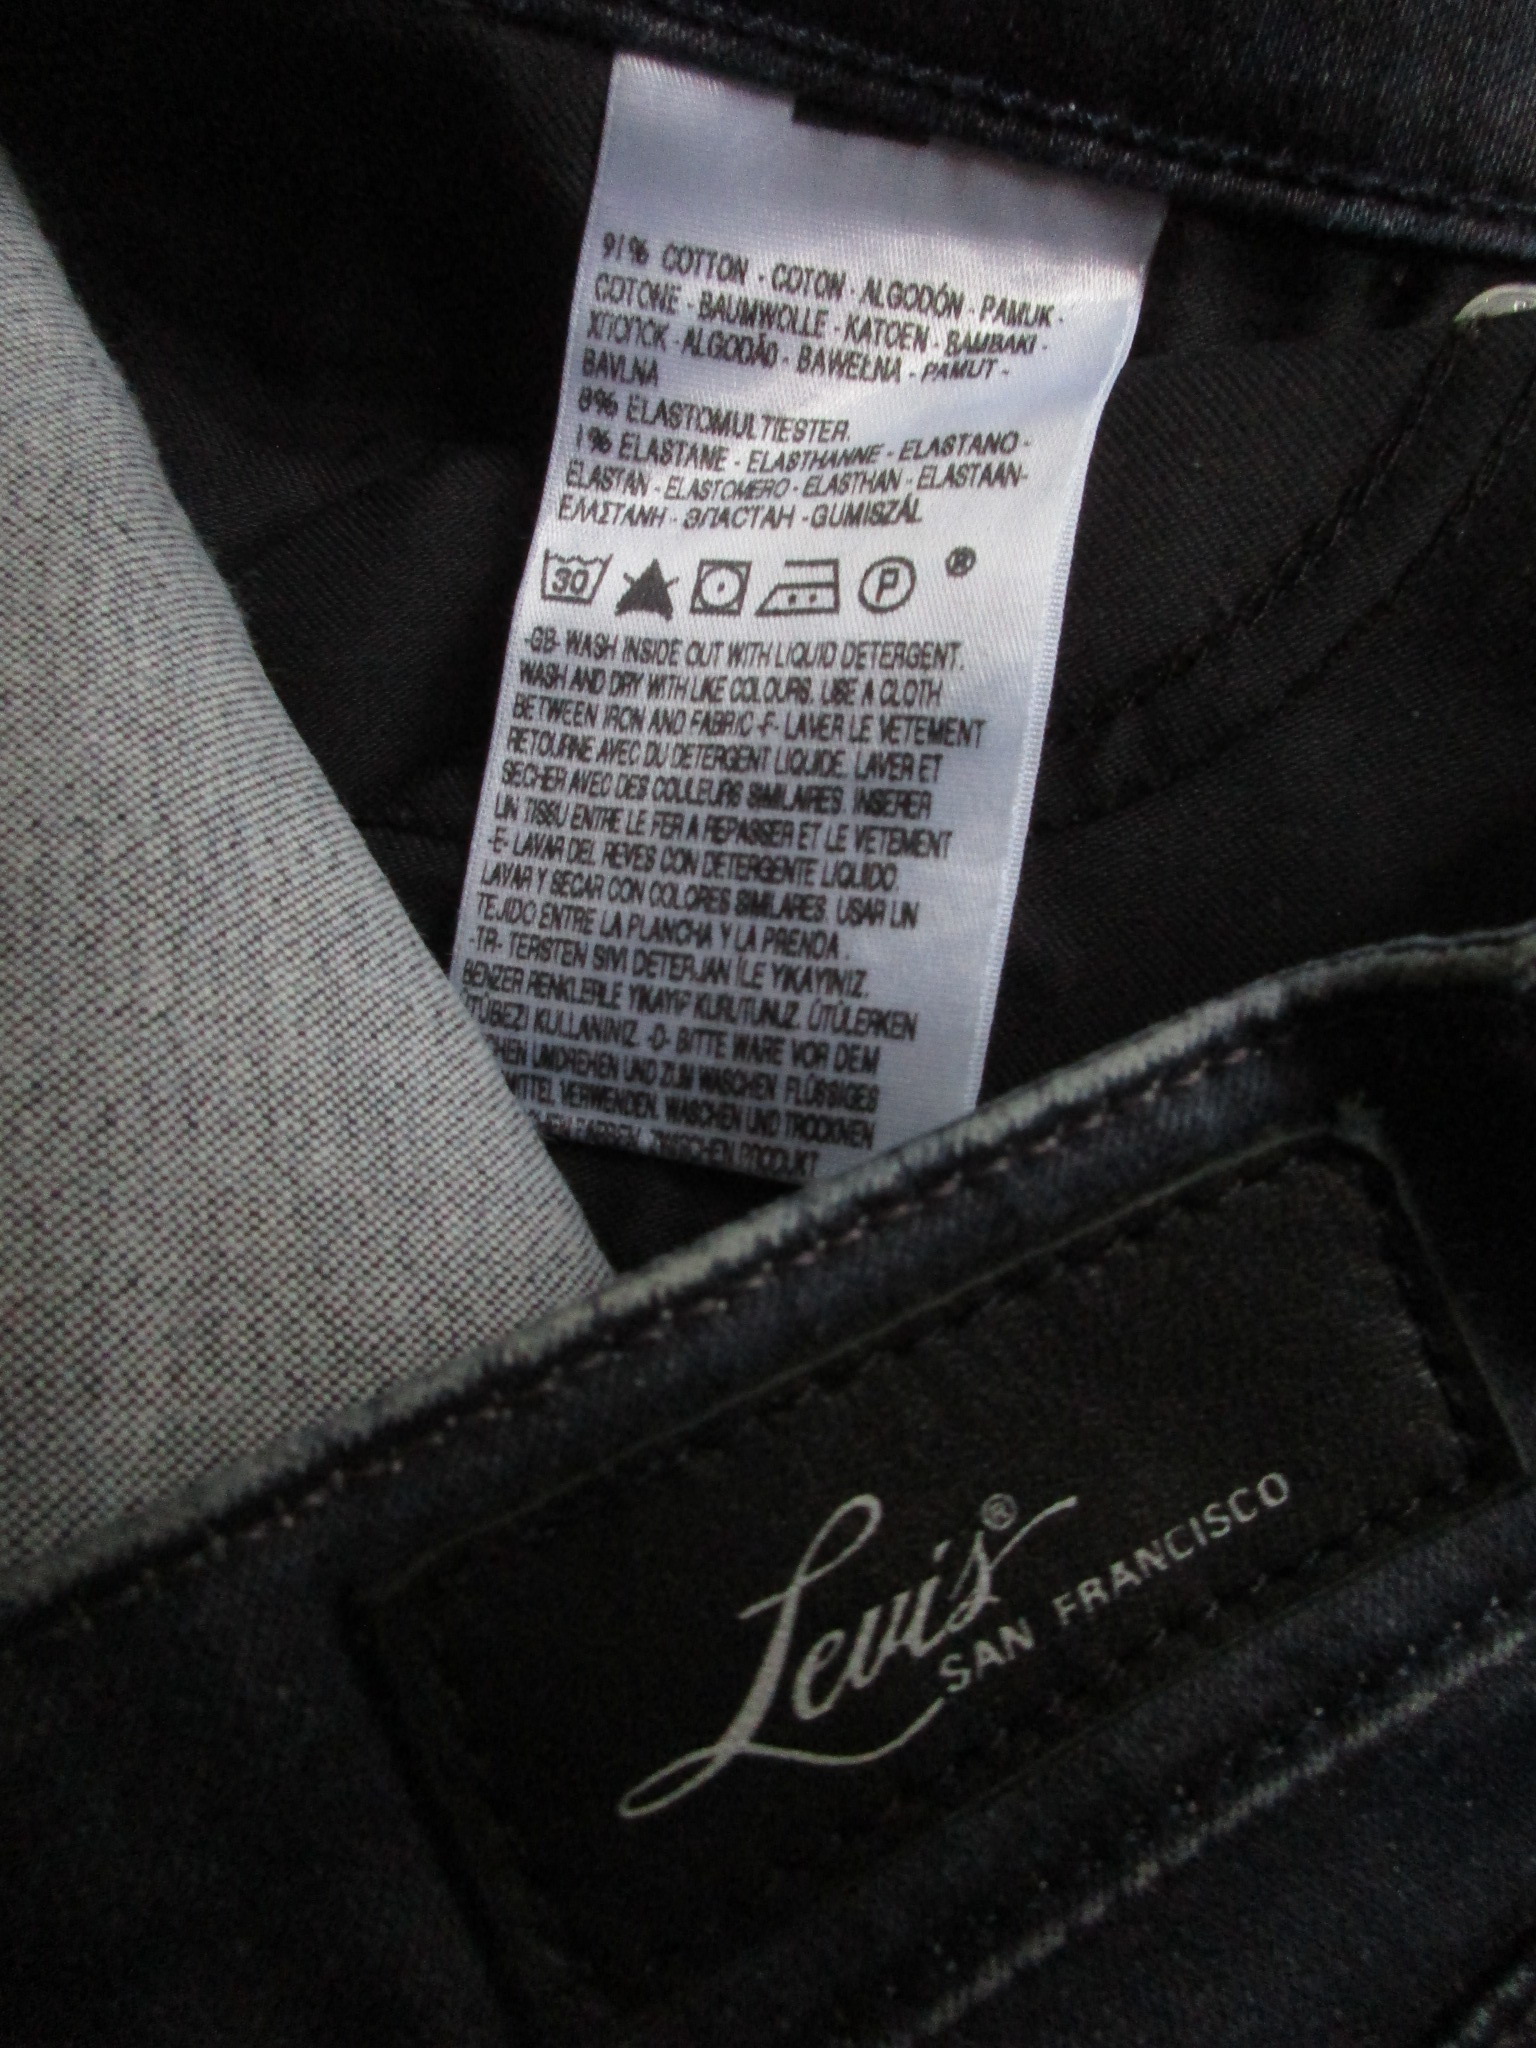 91% COTTON - COTON - ALGODÓN - PAMUK -
COTONE - BAUMWOLLE - KATOEN - BAMBAKI -
ХЛОПОК - ALGODÃO - BAWEŁNA - PAMUT -
BAVLNA
8% ELASTOMULTIESTER.
1% ELASTANE - ELASTHANNE - ELASTANO -
ELASTAN - ELASTOMERO - ELASTHAN - ELASTAAN-
ΕΛΑΣΤΑΝΗ - ЭЛАСТАН - GUMISZÁL
30 P ®
-GB- WASH INSIDE OUT WITH LIQUID DETERGENT.
WASH AND DRY WITH LIKE COLOURS. USE A CLOTH
BETWEEN IRON AND FABRIC -F- LAVER LE VETEMENT
RETOURNE AVEC DU DETERGENT LIQUIDE. LAVER ET
SECHER AVEC DES COULEURS SIMILAIRES. INSERER
UN TISSU ENTRE LE FER A REPASSER ET LE VETEMENT
-E- LAVAR DEL REVES CON DETERGENTE LIQUIDO.
LAVAR Y SECAR CON COLORES SIMILARES. USAR UN
TEJIDO ENTRE LA PLANCHA Y LA PRENDA.
-TR- TERSTEN SIVI DETERJAN İLE YIKAYINIZ.
BENZER RENKLERLE YIKAYIP KURUTUNUZ. ÜTÜLERKEN
KULLANINIZ. -D- BITTE WARE VOR DEM
UMDREHEN UND ZUM WASCHEN FLÜSSIGES
VERWENDEN. WASCHEN UND TROCKNEN
ZWISCHEN PRODUKT
Levi's®
SAN FRANCISCO